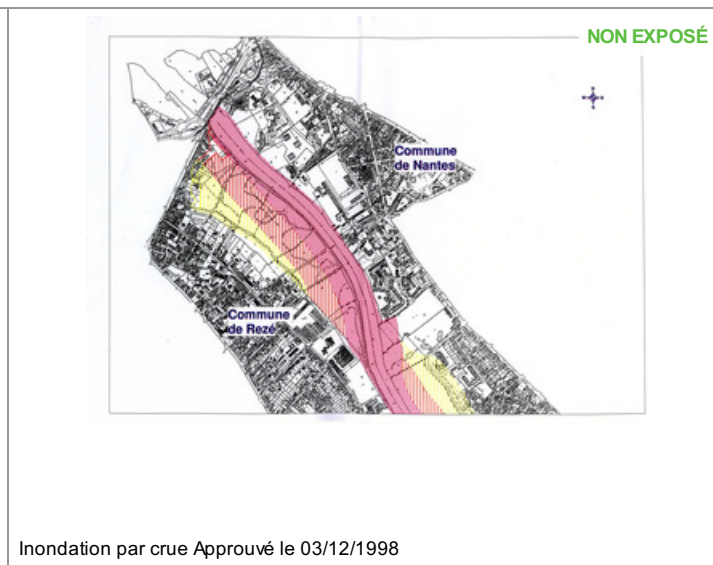 NON EXPOSÉ
Commune
de Nantes
Commune
de Rezé
Inondation par crue Approuvé le 03/12/1998